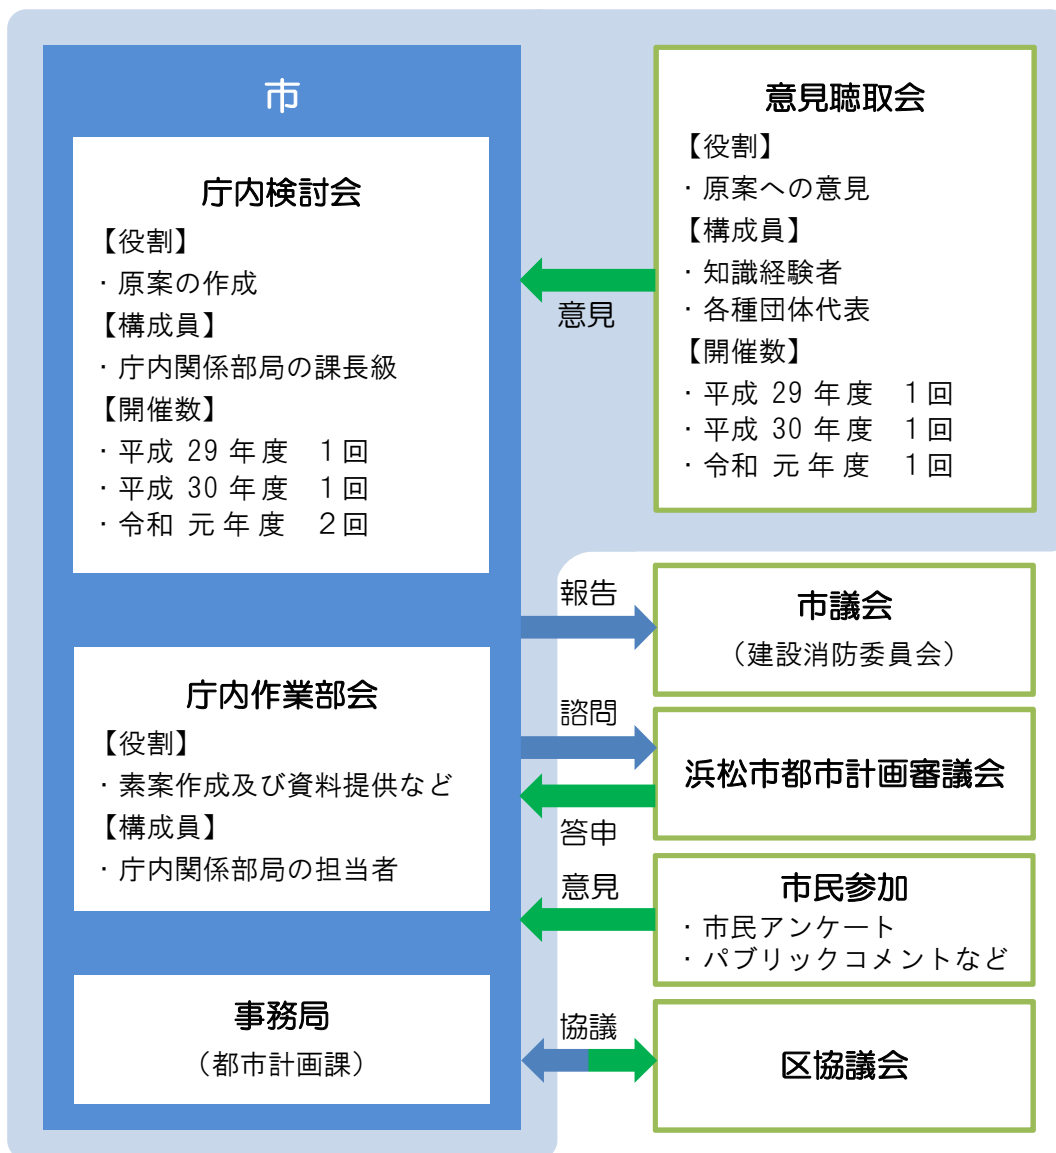 市
庁内検討会
【役割】
・原案の作成
【構成員】
・庁内関係部局の課長級
【開催数】
・平成 29 年度　1回
・平成 30 年度　1回
・令和 元年度　2回
庁内作業部会
【役割】
・素案作成及び資料提供など
【構成員】
・庁内関係部局の担当者
事務局
（都市計画課）
意見
報告
諮問
答申
意見
協議
意見聴取会
【役割】
・原案への意見
【構成員】
・知識経験者
・各種団体代表
【開催数】
・平成 29 年度　1回
・平成 30 年度　1回
・令和 元年度　1回
市議会
（建設消防委員会）
浜松市都市計画審議会
市民参加
・市民アンケート
・パブリックコメントなど
区協議会